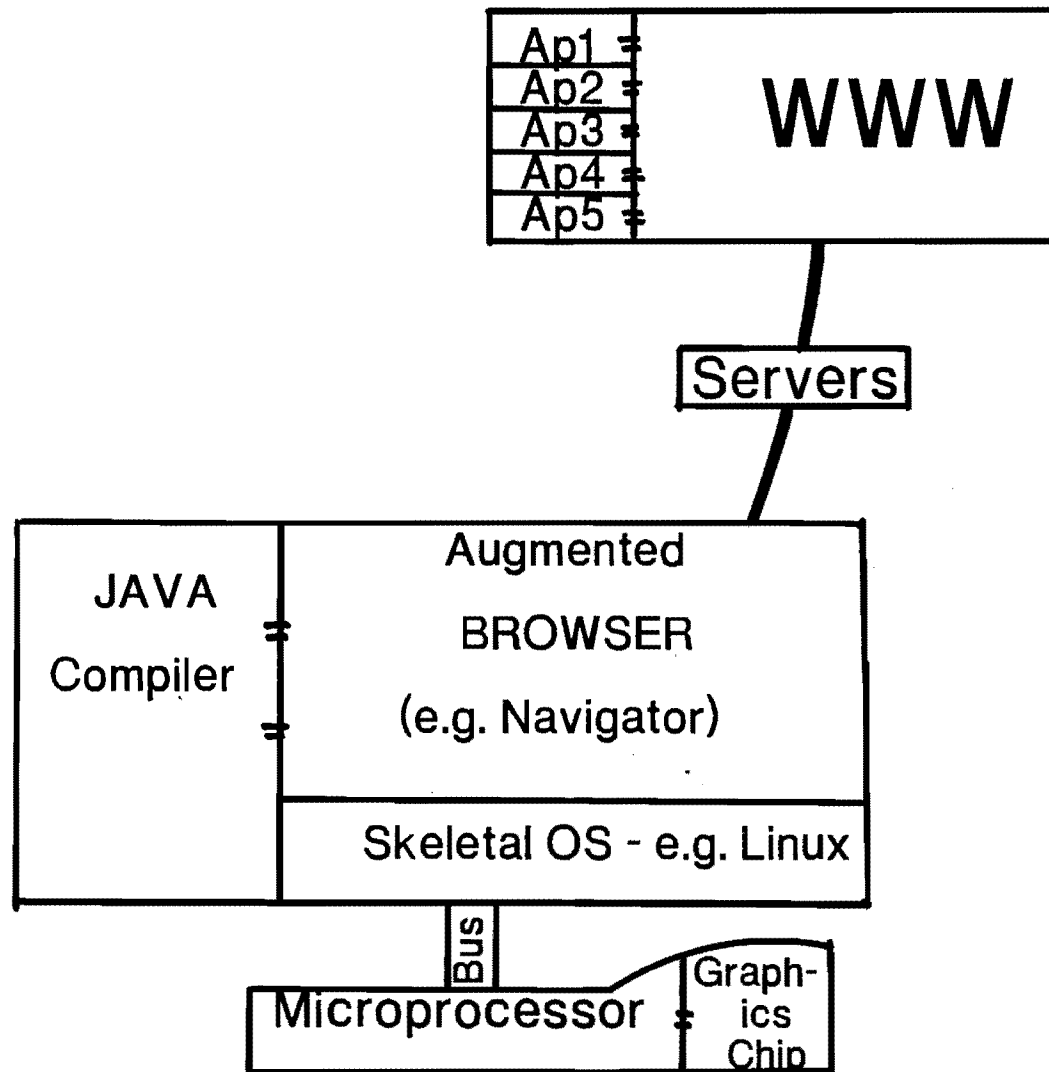 Ap1
Ap2
Ap3
Ap4
Ap5
WWW
Servers
JAVA
Compiler
Augmented
BROWSER
(e.g. Navigator)
Skeletal OS - e.g. Linux
Bus
Microprocessor
Graph-
ics
Chip